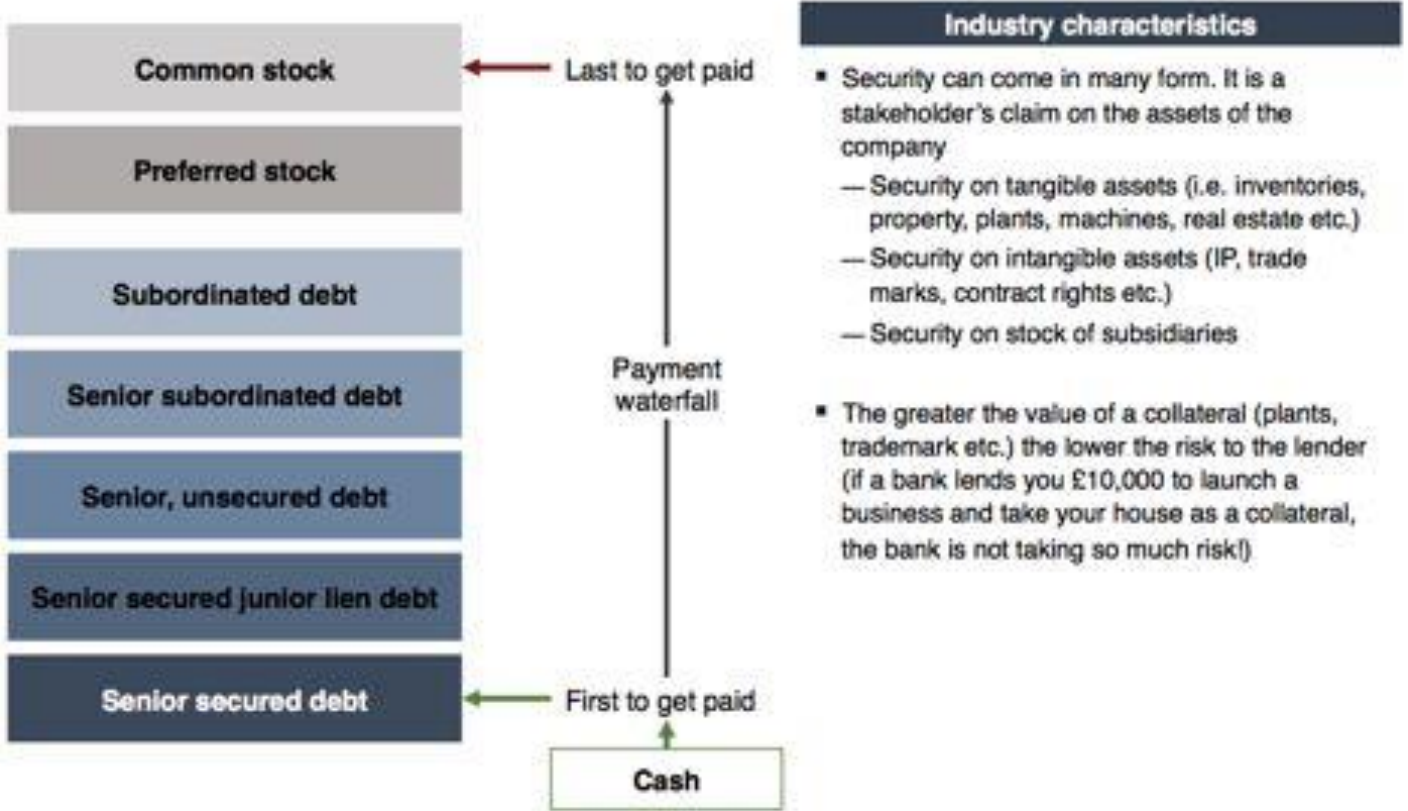 Common stock
Preferred stock
Subordinated debt
Senior subordinated debt
Senior, unsecured debt
Senior secured junior lien debt
Senior secured debt
Last to get paid
Payment
waterfall
First to get paid
Cash
Industry characteristics
▪ Security can come in many form. It is a
stakeholder's claim on the assets of the
company
— Security on tangible assets (i.e. inventories,
property, plants, machines, real estate etc.)
— Security on intangible assets (IP, trade
marks, contract rights etc.)
— Security on stock of subsidiaries
▪ The greater the value of a collateral (plants,
trademark etc.) the lower the risk to the lender
(if a bank lends you £10,000 to launch a
business and take your house as a collateral,
the bank is not taking so much risk!)